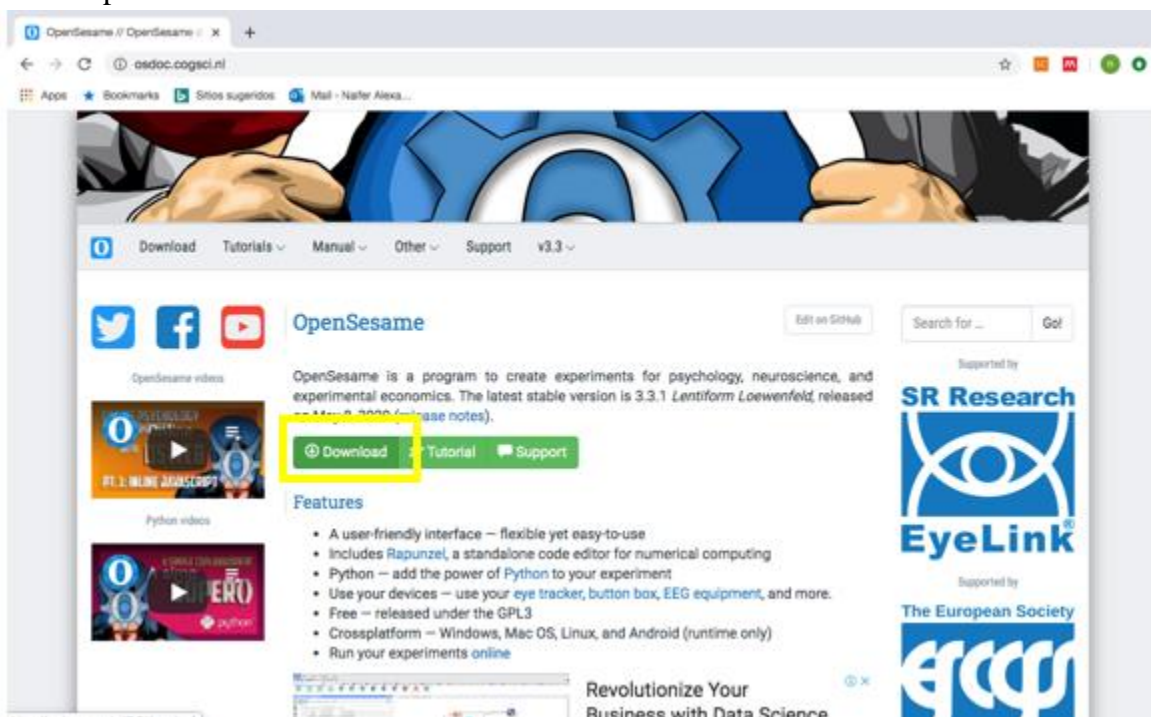 OpenSesame // OpenSesame :
osdoc.cogsci.nl
Apps
Bookmarks
Sitios sugeridos
Mail - Naifer Alexa...
Download
Tutorials
Manual
Other
Support
v3.3
OpenSesame
Edit on GitHub
Search for ...
Go!
OpenSesame videos
OpenSesame is a program to create experiments for psychology, neuroscience, and
experimental economics. The latest stable version is 3.3.1 Lentiform Loewenfeld, released
on May 8, 2020 (release notes).
Download
Tutorial
Support
PT. 1: INLINE JAVASCRIPT
Python videos
python
Features
• A user-friendly interface — flexible yet easy-to-use
• Includes Rapunzel, a standalone code editor for numerical computing
• Python — add the power of Python to your experiment
• Use your devices — use your eye tracker, button box, EEG equipment, and more.
• Free — released under the GPL3
• Crossplatform — Windows, Mac OS, Linux, and Android (runtime only)
• Run your experiments online
Revolutionize Your
Business with Data Science
Supported by
SR Research
EyeLink®
Supported by
The European Society